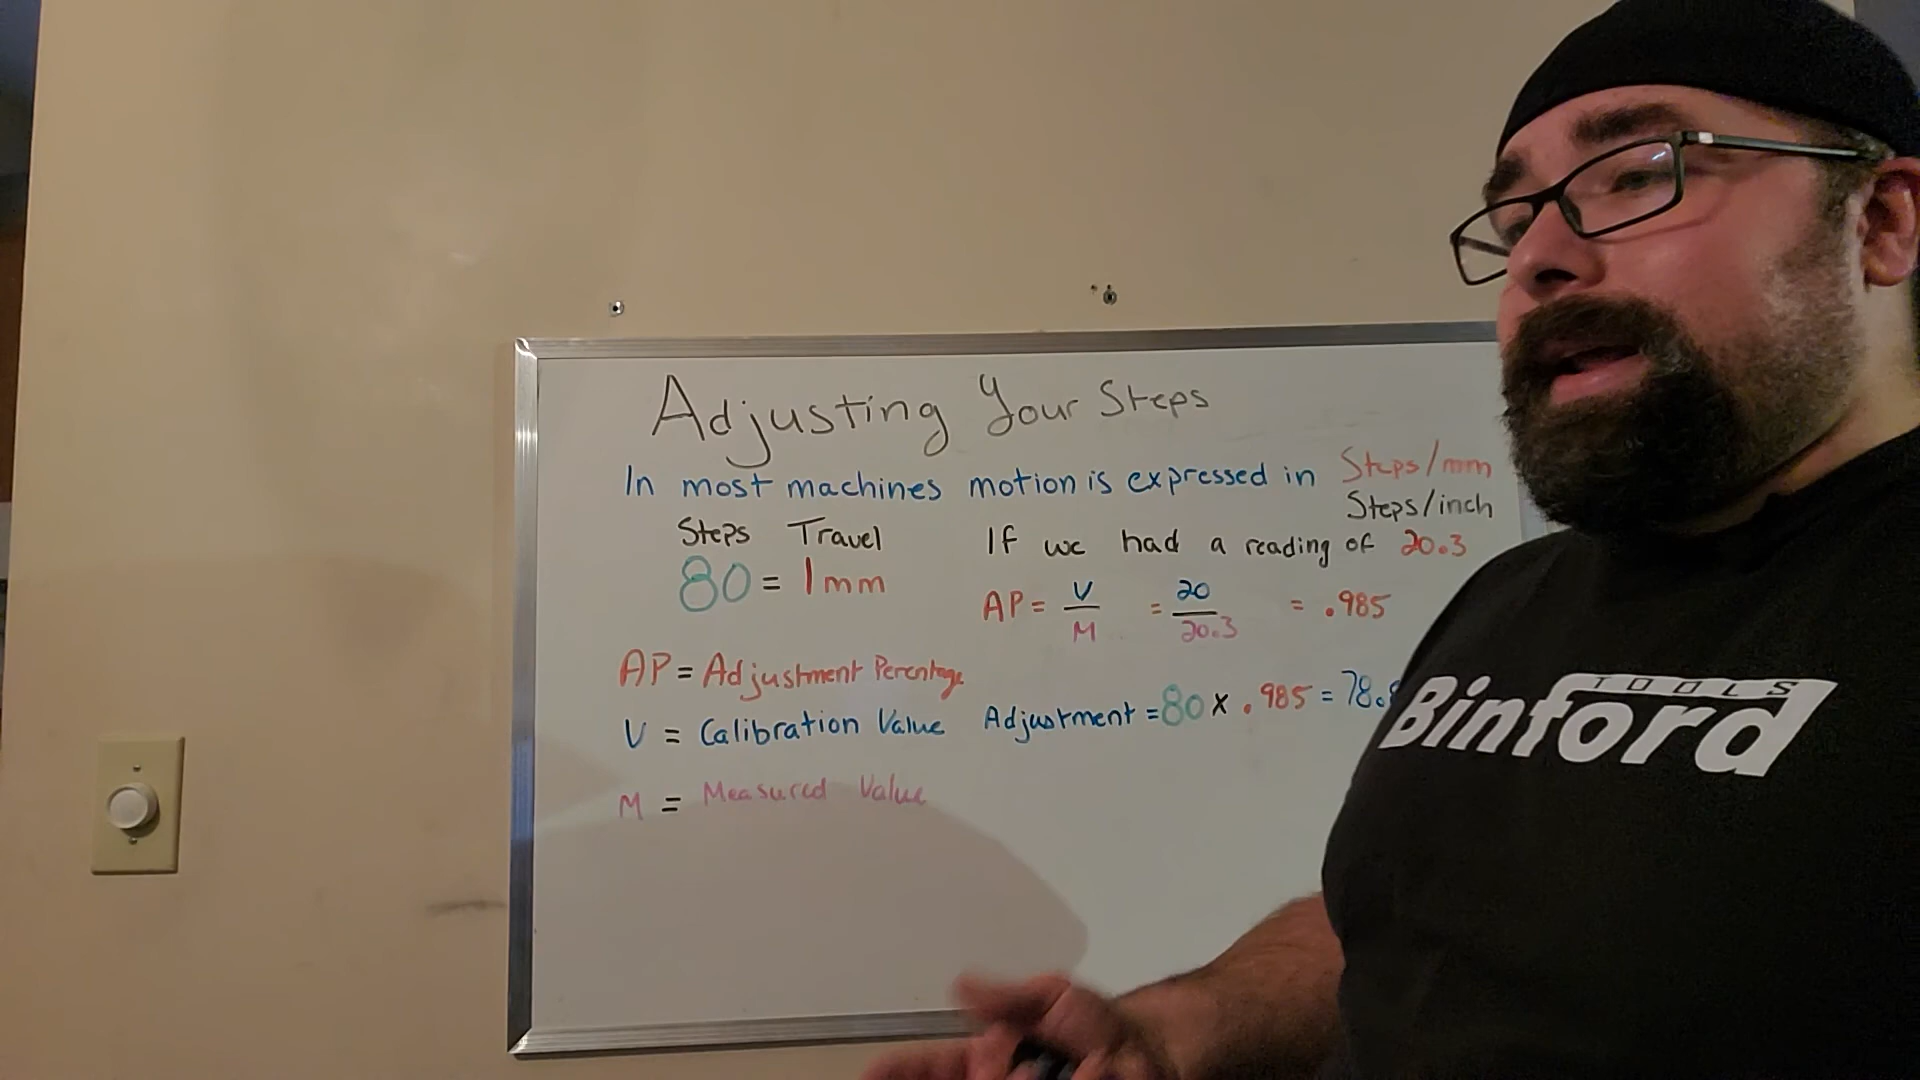 Adjusting Your Steps
In most machines motion is expressed in Steps/mm
Steps/inch
Steps Travel
80 = 1mm
If we had a reading of 20.3
AP = V/M = 20/20.3 = .985
AP = Adjustment Percentage
V = Calibration Value
M = Measured Value
Adjustment = 80 x .985 = 78.8
TOOLS
Binford